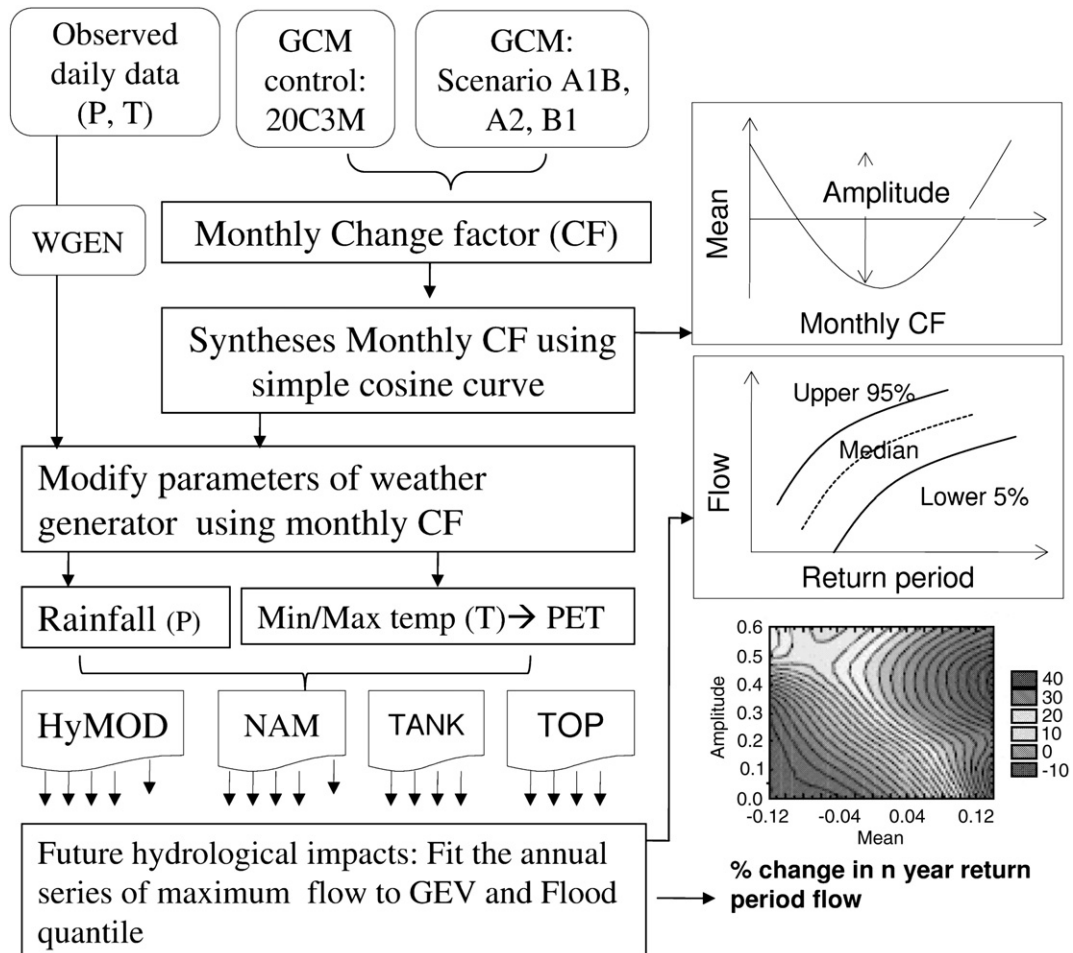 Observed
daily data
(P, T)
GCM
control:
20C3M
GCM:
Scenario A1B,
A2, B1
WGEN
Monthly Change factor (CF)
Syntheses Monthly CF using
simple cosine curve
Modify parameters of weather
generator using monthly CF
Rainfall (P)
Min/Max temp (T)→ PET
HyMOD
NAM
TANK
TOP
Future hydrological impacts: Fit the annual
series of maximum flow to GEV and Flood
quantile
Mean
Amplitude
Monthly CF
Flow
Upper 95%
Median
Lower 5%
Return period
Amplitude
0.6
0.5
0.4
0.3
0.2
0.1
0.0
-0.12
-0.04
0.04
0.12
Mean
40
30
20
10
0
-10
% change in n year return
period flow